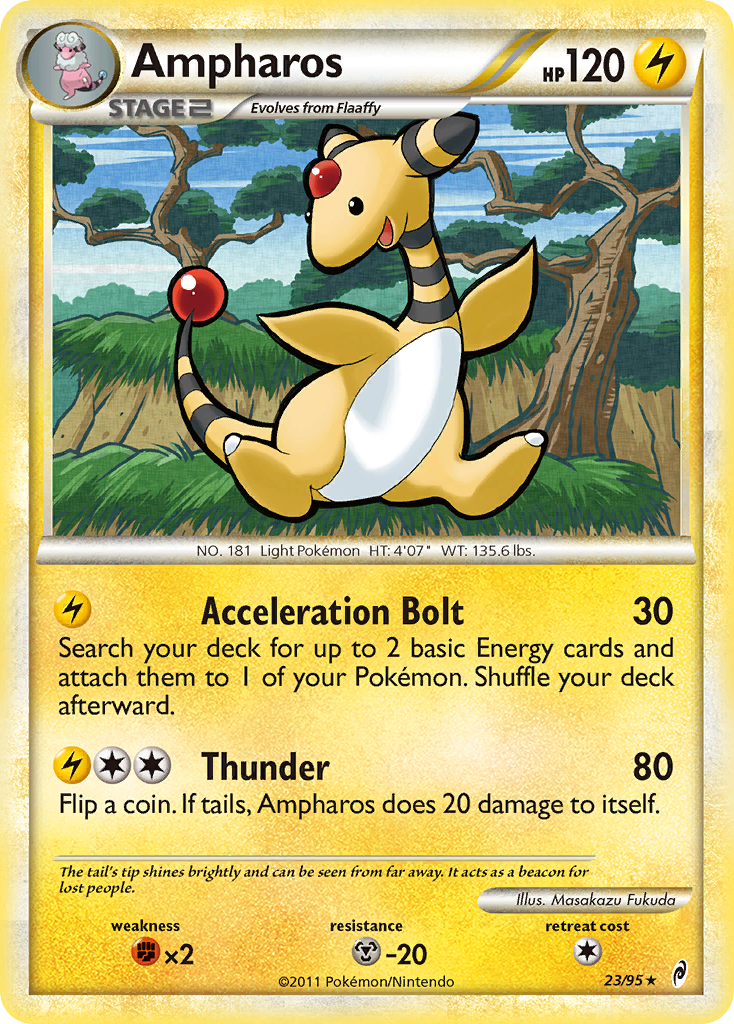 Ampharos HP 120
STAGE 2 Evolves from Flaaffy
NO. 181 Light Pokémon HT: 4'07" WT: 135.6 lbs.
Acceleration Bolt 30
Search your deck for up to 2 basic Energy cards and
attach them to 1 of your Pokémon. Shuffle your deck
afterward.
Thunder 80
Flip a coin. If tails, Ampharos does 20 damage to itself.
The tail's tip shines brightly and can be seen from far away. It acts as a beacon for
lost people.
Illus. Masakazu Fukuda
weakness resistance retreat cost
×2 -20
©2011 Pokémon/Nintendo 23/95 ★